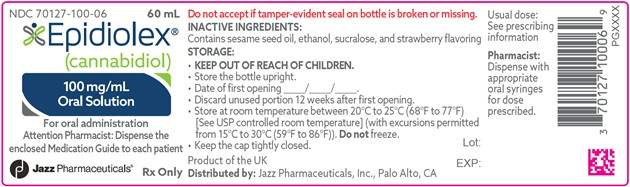 NDC 70127-100-06 60 mL
Epidiolex®
(cannabidiol)
100 mg/mL
Oral Solution
For oral administration
Attention Pharmacist: Dispense the
enclosed Medication Guide to each patient
Jazz Pharmaceuticals® Rx Only
Do not accept if tamper-evident seal on bottle is broken or missing.
INACTIVE INGREDIENTS:
Contains sesame seed oil, ethanol, sucralose, and strawberry flavoring
STORAGE:
• KEEP OUT OF REACH OF CHILDREN.
• Store the bottle upright.
• Date of first opening ____/____/____.
• Discard unused portion 12 weeks after first opening.
• Store at room temperature between 20°C to 25°C (68°F to 77°F)
[See USP controlled room temperature] (with excursions permitted
from 15°C to 30°C (59°F to 86°F)). Do not freeze.
• Keep the cap tightly closed.
Product of the UK
Distributed by: Jazz Pharmaceuticals, Inc., Palo Alto, CA
Lot:
EXP:
Usual dose:
See prescribing
information
Pharmacist:
Dispense with
appropriate
oral syringes
for dose
prescribed.
3 70127 10006 9
PGXXXX